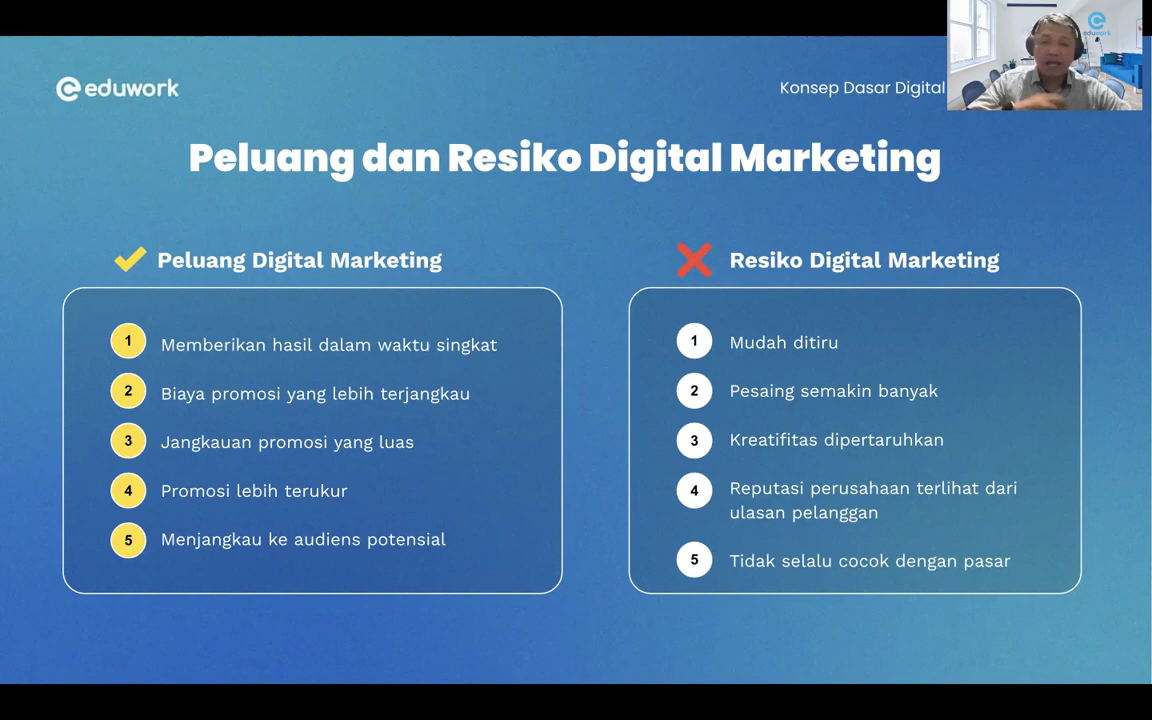 eduwork
eduwork
Konsep Dasar Digital
Peluang dan Resiko Digital Marketing
Peluang Digital Marketing
1 Memberikan hasil dalam waktu singkat
2 Biaya promosi yang lebih terjangkau
3 Jangkauan promosi yang luas
4 Promosi lebih terukur
5 Menjangkau ke audiens potensial
Resiko Digital Marketing
1 Mudah ditiru
2 Pesaing semakin banyak
3 Kreatifitas dipertaruhkan
4 Reputasi perusahaan terlihat dari
ulasan pelanggan
5 Tidak selalu cocok dengan pasar